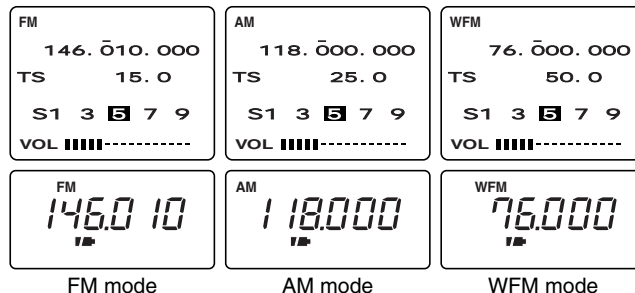 FM
146.010.000
TS 15.0
S1 3 5 7 9
VOL
AM
118.000.000
TS 25.0
S1 3 5 7 9
VOL
WFM
76.000.000
TS 50.0
S1 3 5 7 9
VOL
FM
146.010
AM
118.000
WFM
76.000
FM mode
AM mode
WFM mode